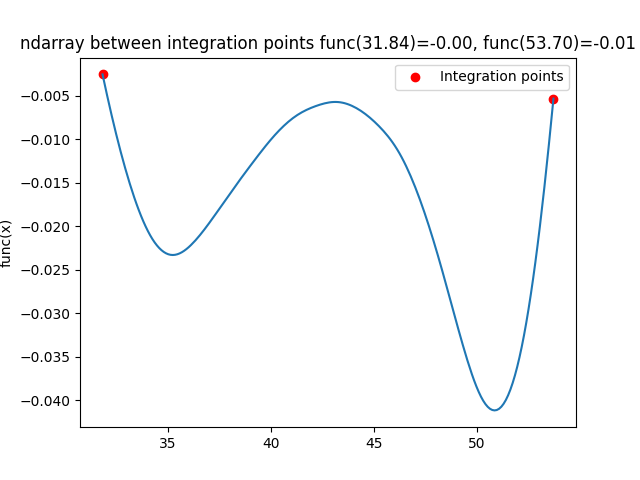 ndarray between integration points func(31.84)=-0.00, func(53.70)=-0.01
Integration points
func(x)
−0.005
−0.010
−0.015
−0.020
−0.025
−0.030
−0.035
−0.040
35 40 45 50